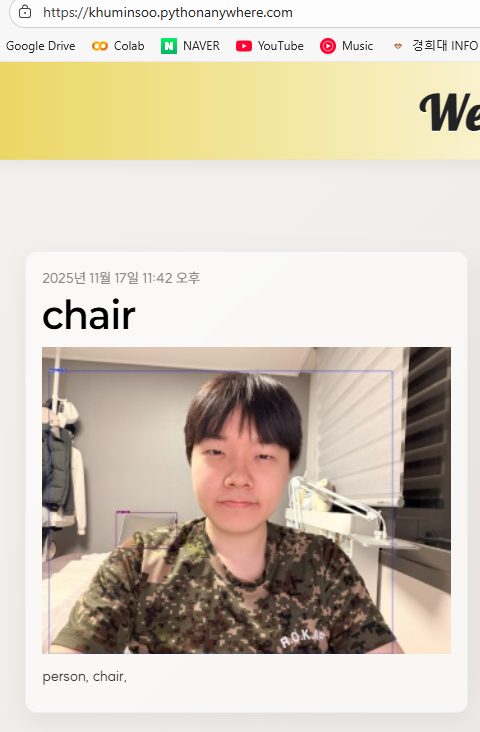 https://khuminsoo.pythonanywhere.com
Google Drive Colab NAVER YouTube Music 경희대 INFO
We
2025년 11월 17일 11:42 오후
chair
R.O.K.A
person, chair,